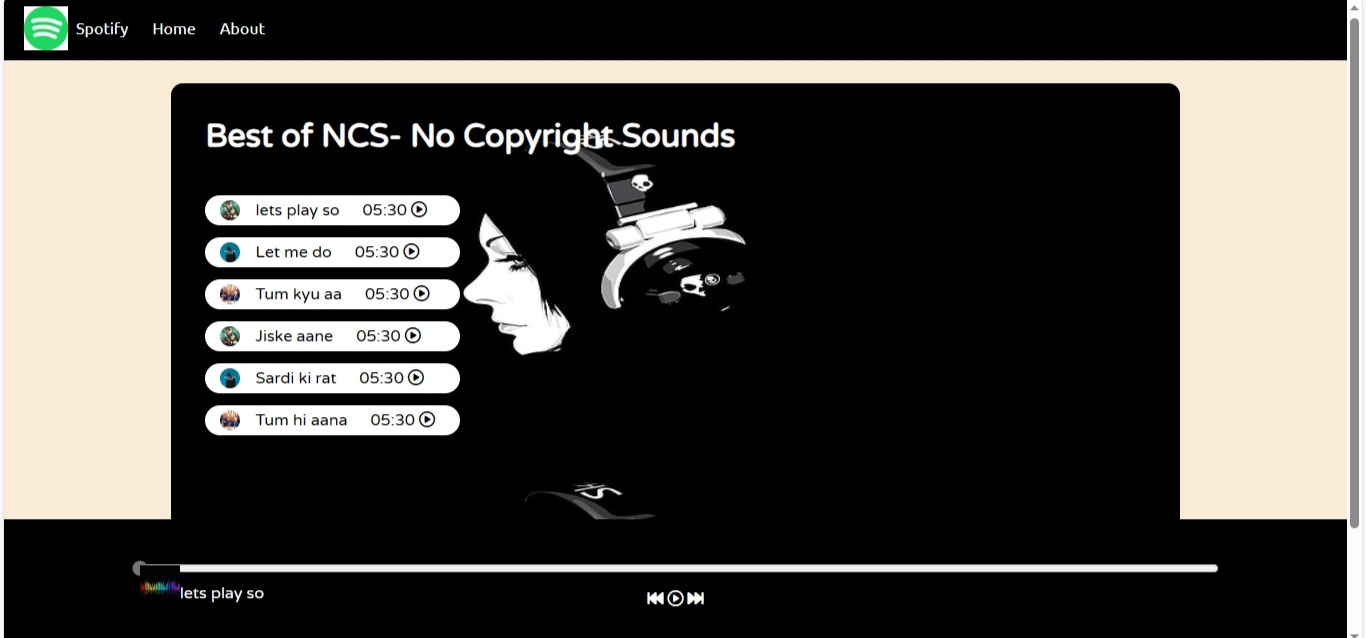 Spotify Home About
Best of NCS- No Copyright Sounds
lets play so 05:30
Let me do 05:30
Tum kyu aa 05:30
Jiske aane 05:30
Sardi ki rat 05:30
Tum hi aana 05:30
lets play so